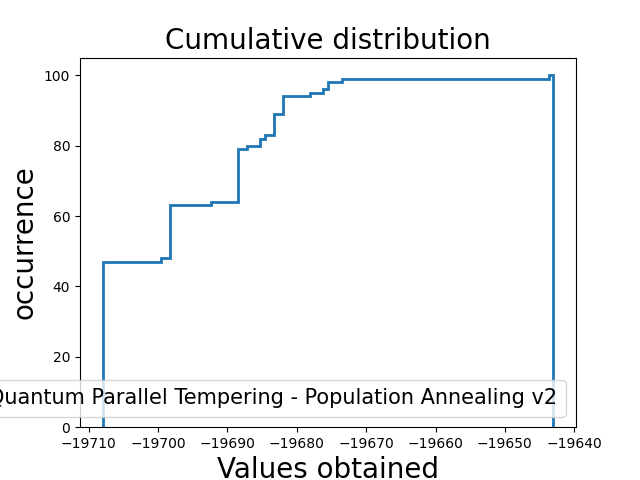 Cumulative distribution
100
80
60
40
20
0
occurrence
Quantum Parallel Tempering - Population Annealing v2
−19710 −19700 −19690 −19680 −19670 −19660 −19650 −19640
Values obtained